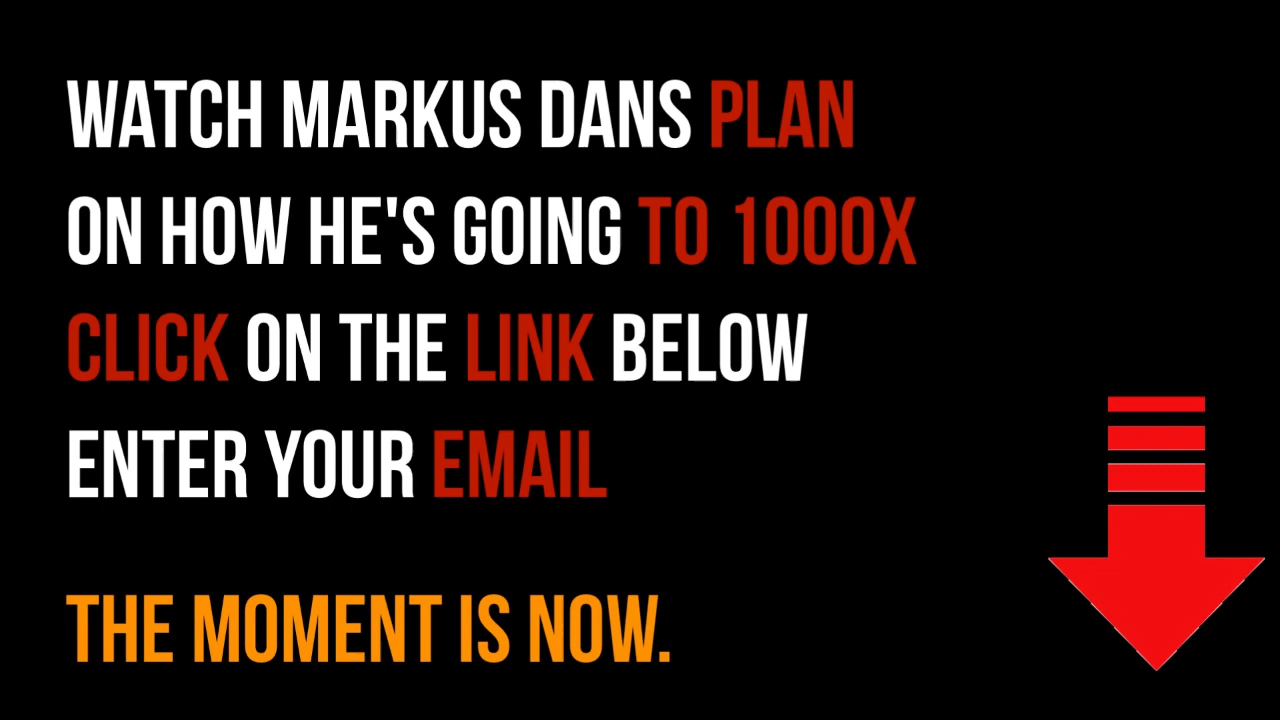 WATCH MARKUS DANS PLAN
ON HOW HE'S GOING TO 1000X
CLICK ON THE LINK BELOW
ENTER YOUR EMAIL
THE MOMENT IS NOW.